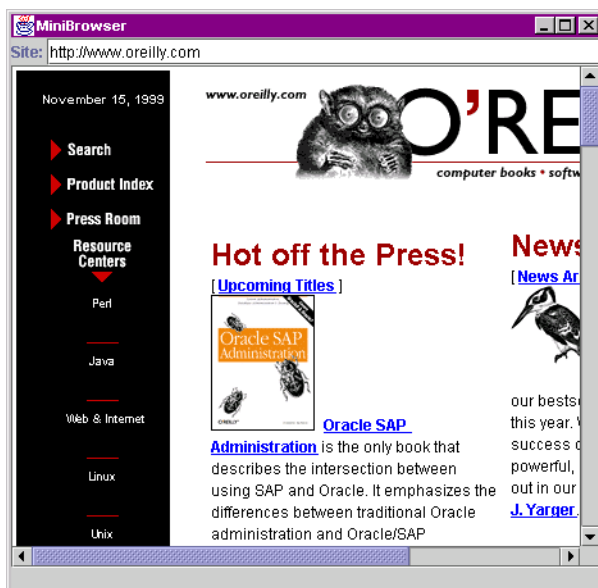 MiniBrowser
Site: http://www.oreilly.com
November 15, 1999
Search
Product Index
Press Room
Resource
Centers
Perl
Java
Web & Internet
Linux
Unix
www.oreilly.com
O'RE
computer books • softw
Hot off the Press!
[ Upcoming Titles ]
Oracle SAP
Administration
O'REILLY
Oracle SAP
Administration is the only book that
describes the intersection between
using SAP and Oracle. It emphasizes the
differences between traditional Oracle
administration and Oracle/SAP
News
[ News Ar
our bestse
this year. 
success o
powerful,
out in our
J. Yarger.